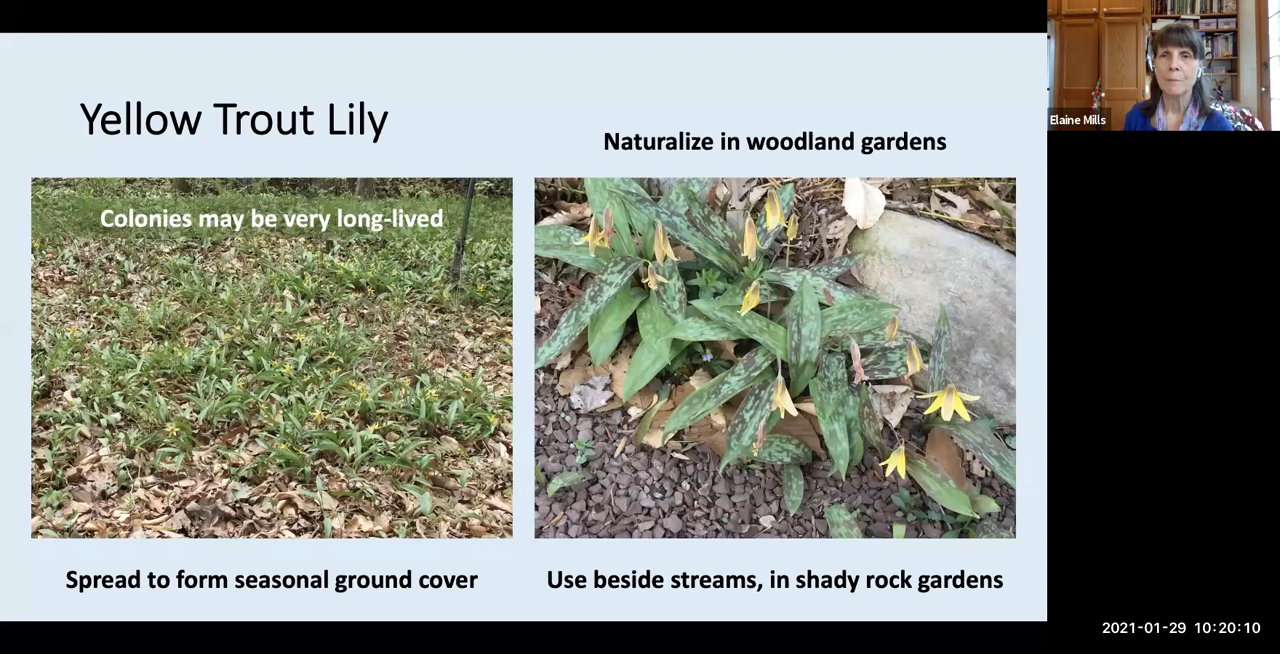 Yellow Trout Lily
Naturalize in woodland gardens
Colonies may be very long-lived
Spread to form seasonal ground cover
Use beside streams, in shady rock gardens
Elaine Mills
2021-01-29 10:20:10